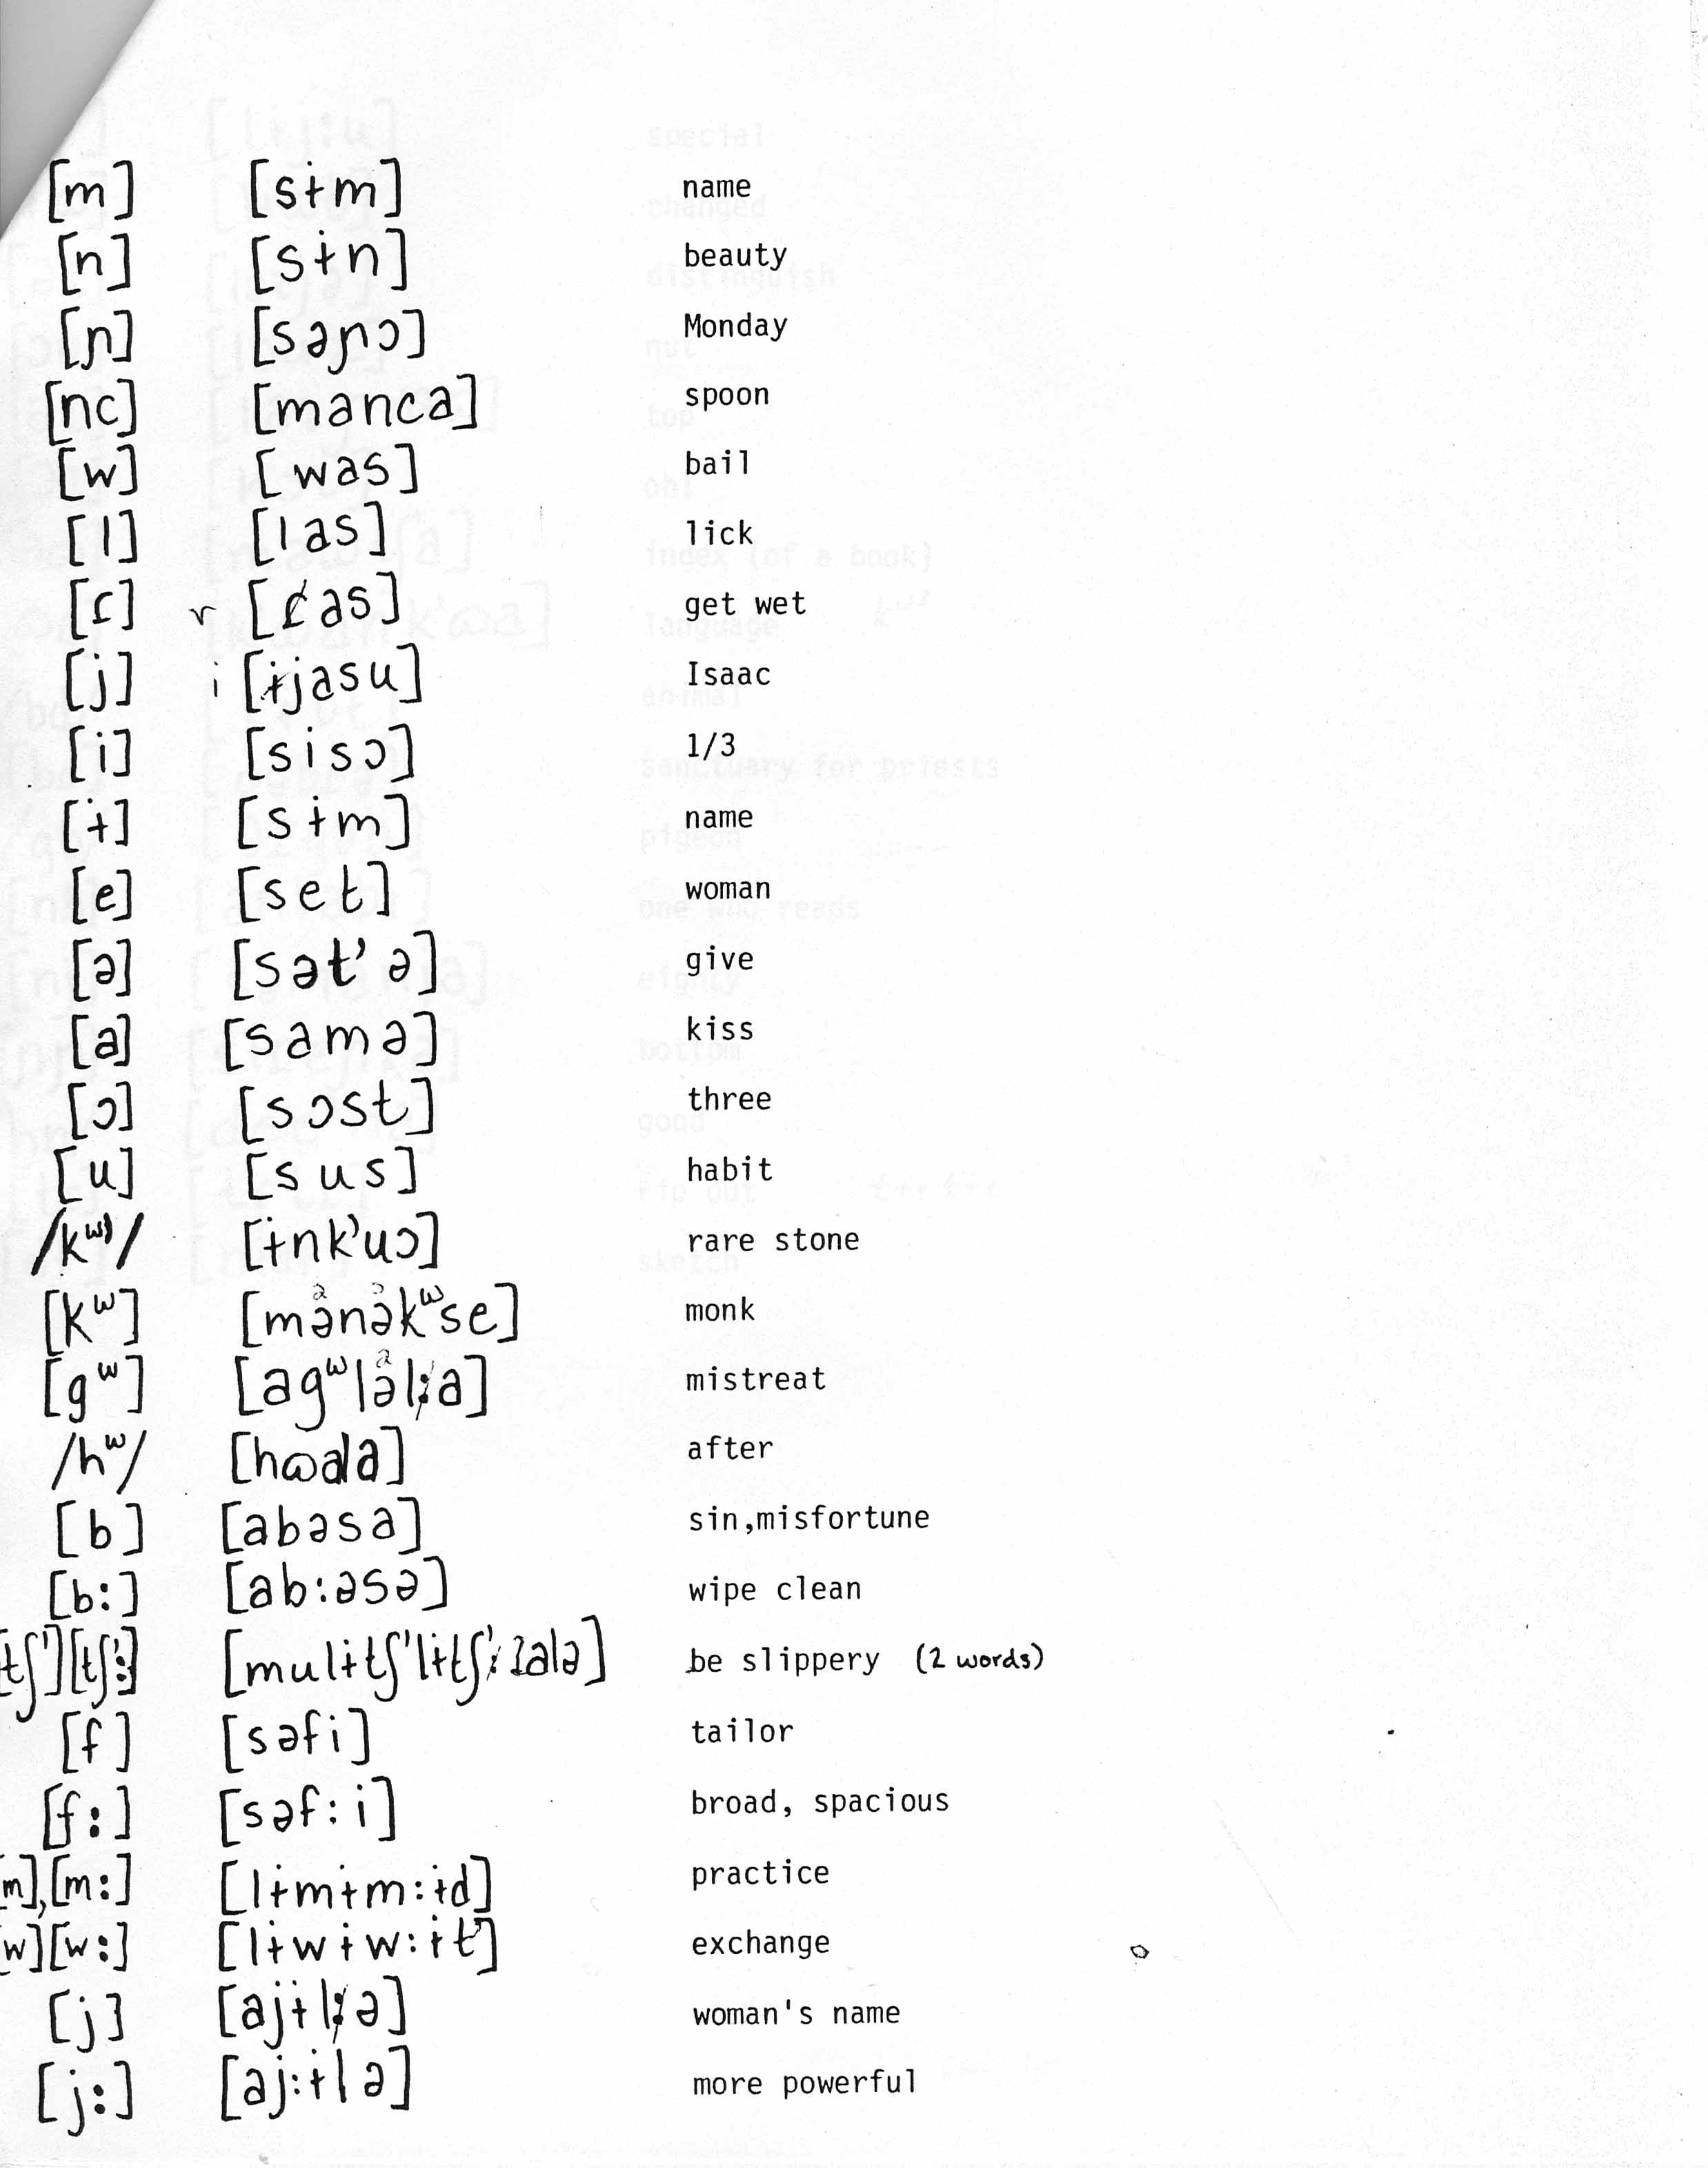 [m] [sɨm] name
[n] [sɨn] beauty
[ɲ] [səɲɔ] Monday
[nc] [manca] spoon
[w] [was] bail
[l] [las] lick
[ɾ] r [ɾas] get wet
[j] i [ɨjasu] Isaac
[i] [sisɔ] 1/3
[ɨ] [sɨm] name
[e] [set] woman
[ə] [sət'ə] give
[a] [samə] kiss
[ɔ] [sɔst] three
[u] [sus] habit
/kʷ'/ [ɨnk'uɔ] rare stone
[kʷ] [mənəkʷse] monk
[gʷ] [agʷləl:a] mistreat
/hʷ/ [hɷala] after
[b] [abəsa] sin,misfortune
[b:] [ab:əsə] wipe clean
[tʃ'][tʃ':] [mulɨtʃ'lɨtʃ': ɪalə] be slippery (2 words)
[f] [səfi] tailor
[f:] [səf:i] broad, spacious
[m],[m:] [lɨmɨm:ɨd] practice
[w][w:] [lɨwɨw:ɨt'] exchange
[j] [ajɨl:ə] woman's name
[j:] [aj:ɨlə] more powerful